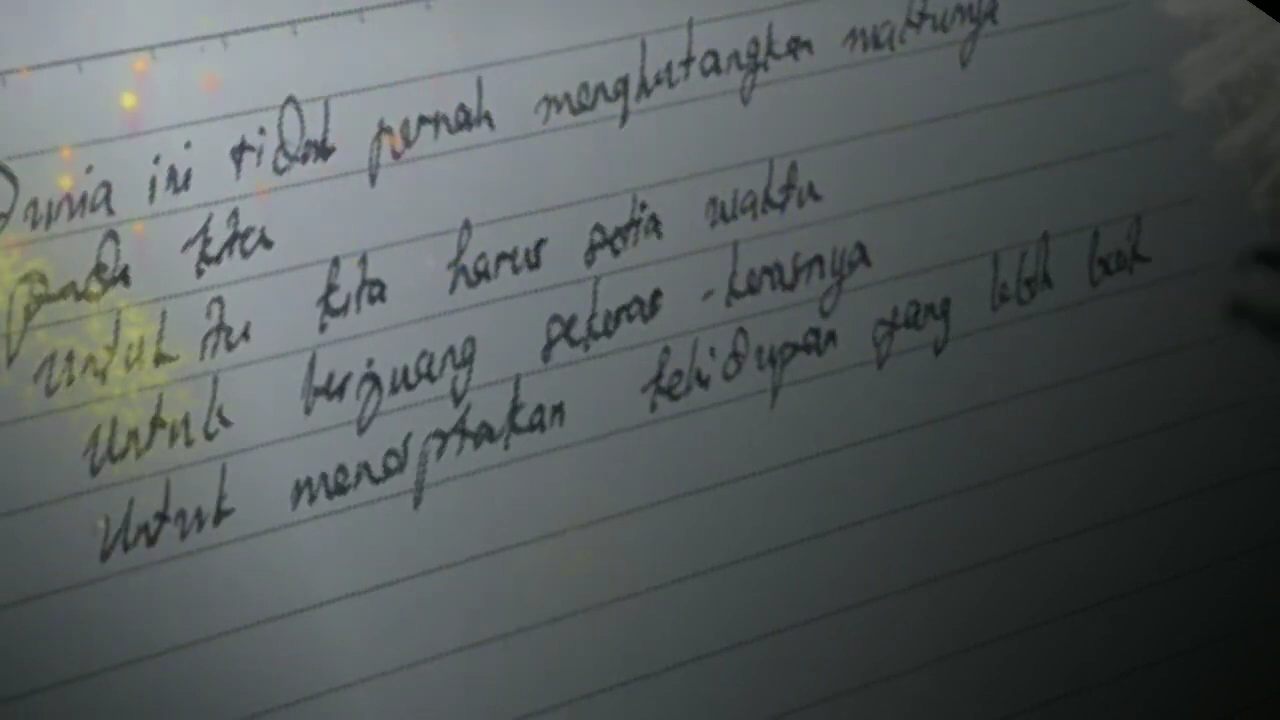 Dunia ini tidak pernah menghutangkan waktunya
pada kita
untuk itu kita harus setia waktu
untuk berjuang sekeras - kerasnya
untuk menciptakan kehidupan yang lebih baik